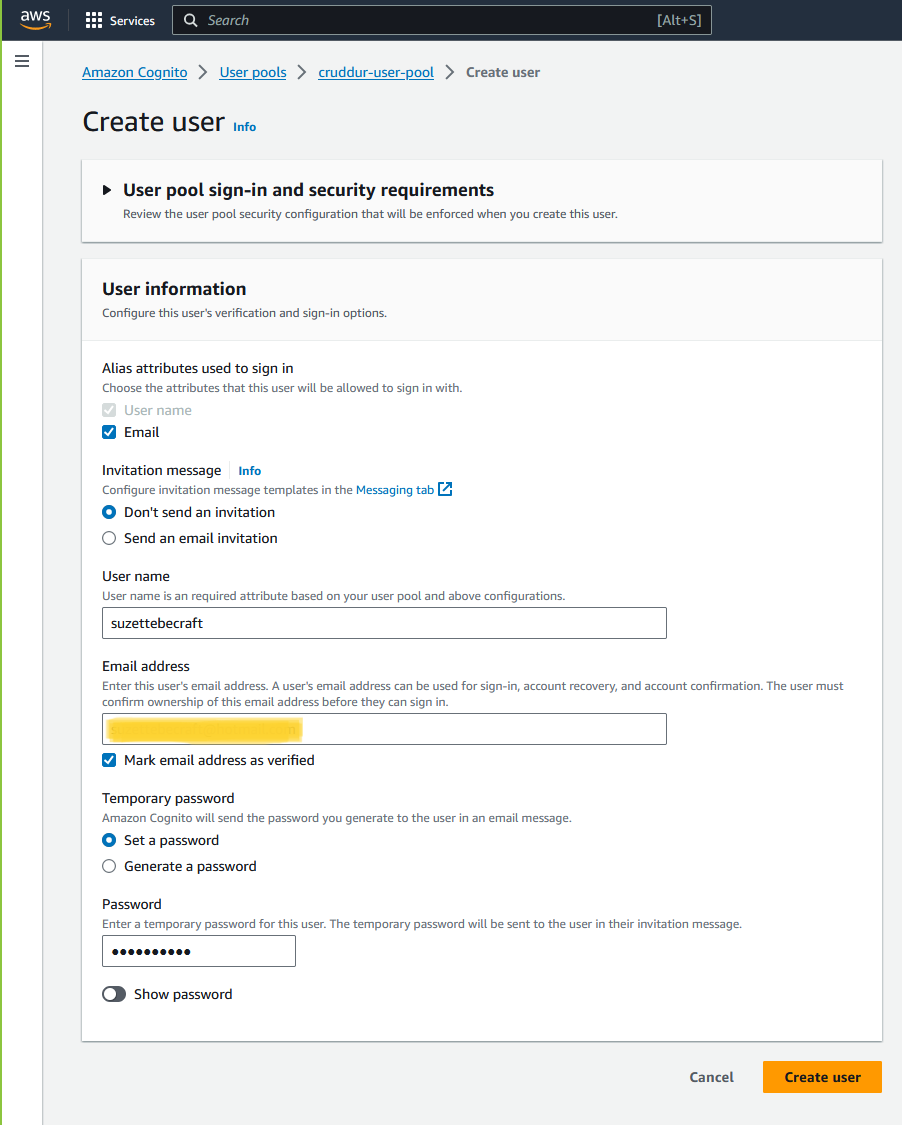 aws Services Search [Alt+S]
Amazon Cognito > User pools > cruddur-user-pool > Create user
Create user Info
User pool sign-in and security requirements
Review the user pool security configuration that will be enforced when you create this user.
User information
Configure this user's verification and sign-in options.
Alias attributes used to sign in
Choose the attributes that this user will be allowed to sign in with.
User name
Email
Invitation message Info
Configure invitation message templates in the Messaging tab
Don't send an invitation
Send an email invitation
User name
User name is an required attribute based on your user pool and above configurations.
suzettebecraft
Email address
Enter this user's email address. A user's email address can be used for sign-in, account recovery, and account confirmation. The user must
confirm ownership of this email address before they can sign in.
Mark email address as verified
Temporary password
Amazon Cognito will send the password you generate to the user in an email message.
Set a password
Generate a password
Password
Enter a temporary password for this user. The temporary password will be sent to the user in their invitation message.
••••••••••
Show password
Cancel Create user